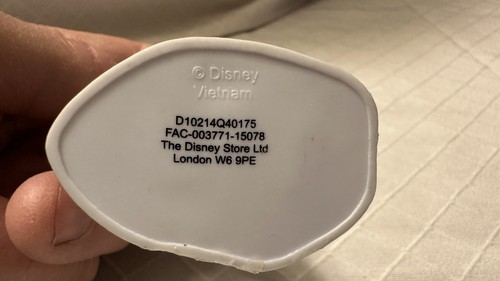 © Disney
Vietnam
D10214Q40175
FAC-003771-15078
The Disney Store Ltd
London W6 9PE